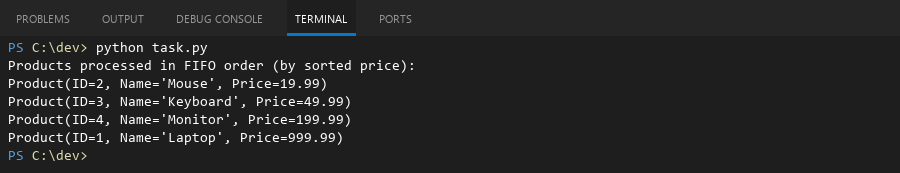 PROBLEMS OUTPUT DEBUG CONSOLE TERMINAL PORTS
PS C:\dev> python task.py
Products processed in FIFO order (by sorted price):
Product(ID=2, Name='Mouse', Price=19.99)
Product(ID=3, Name='Keyboard', Price=49.99)
Product(ID=4, Name='Monitor', Price=199.99)
Product(ID=1, Name='Laptop', Price=999.99)
PS C:\dev>